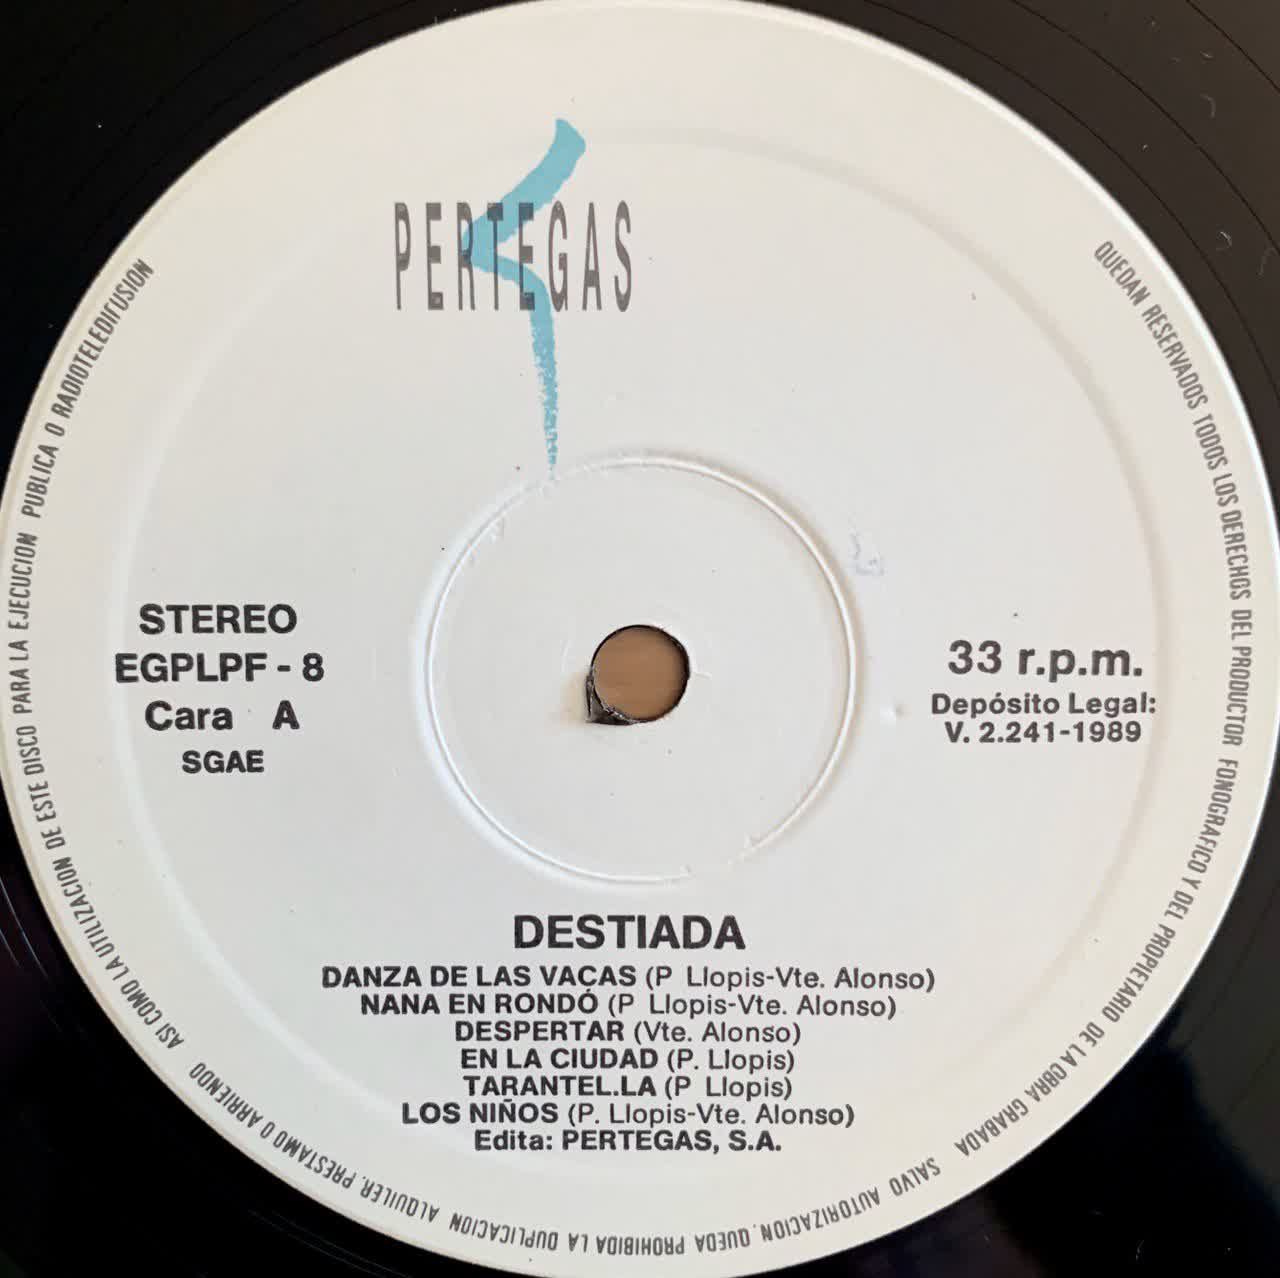 PERTEGAS
STEREO
EGPLPF - 8
Cara A
SGAE
33 r.p.m.
Depósito Legal:
V. 2.241-1989
DESTIADA
DANZA DE LAS VACAS (P Llopis-Vte. Alonso)
NANA EN RONDÓ (P Llopis-Vte. Alonso)
DESPERTAR (Vte. Alonso)
EN LA CIUDAD (P. Llopis)
TARANTEL.LA (P Llopis)
LOS NIÑOS (P. Llopis-Vte. Alonso)
Edita: PERTEGAS, S.A.
QUEDAN RESERVADOS TODOS LOS DERECHOS DEL PRODUCTOR FONOGRAFICO Y DEL PROPIETARIO DE LA OBRA GRABADA SALVO AUTORIZACION. QUEDA PROHIBIDA LA DUPLICACION ALQUILER, PRESTAMO O ARRIENDO ASI COMO LA UTILIZACION DE ESTE DISCO PARA LA EJECUCION PUBLICA O RADIOTELEDIFUSION